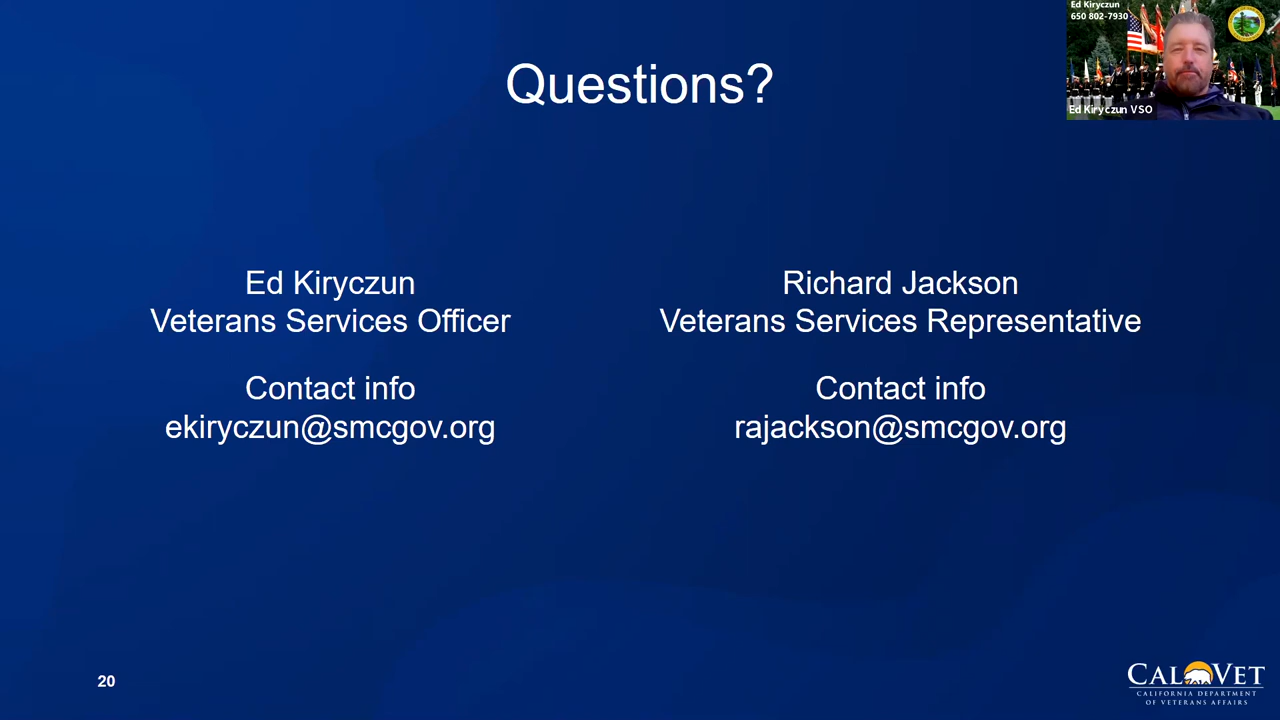 Ed Kiryczun
650 802-7930
Ed Kiryczun VSO
Questions?
Ed Kiryczun
Veterans Services Officer
Contact info
ekiryczun@smcgov.org
Richard Jackson
Veterans Services Representative
Contact info
rajackson@smcgov.org
20
CALVET
CALIFORNIA DEPARTMENT
OF VETERANS AFFAIRS